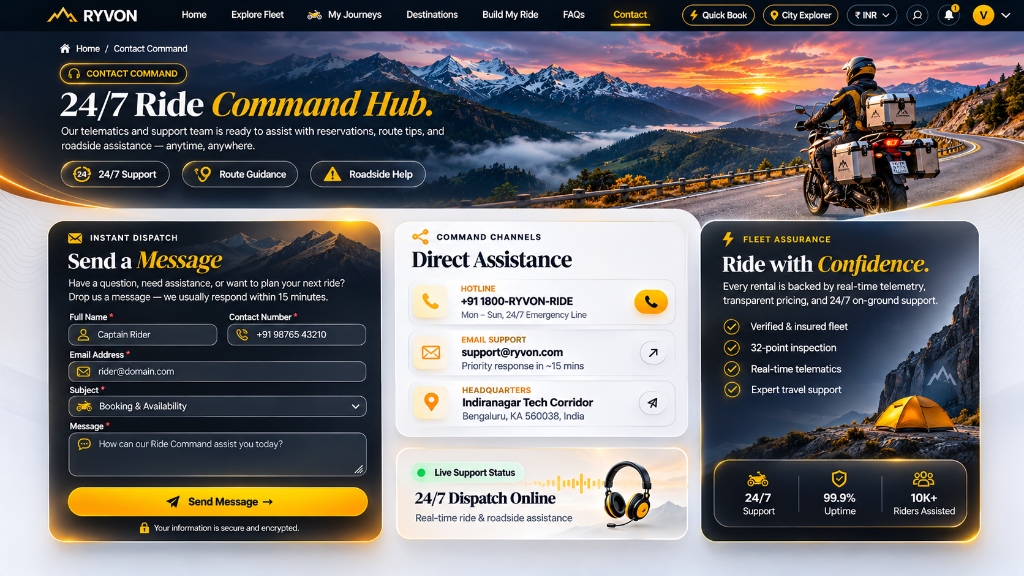 RYVON
Home
Explore Fleet
My Journeys
Destinations
Build My Ride
FAQs
Contact
Quick Book
City Explorer
₹ INR
1
V
Home / Contact Command
CONTACT COMMAND
24/7 Ride Command Hub.
Our telematics and support team is ready to assist with reservations, route tips, and
roadside assistance — anytime, anywhere.
24
24/7 Support
Route Guidance
Roadside Help
INSTANT DISPATCH
Send a Message
Have a question, need assistance, or want to plan your next ride?
Drop us a message — we usually respond within 15 minutes.
Full Name *
Contact Number *
Captain Rider
+91 98765 43210
Email Address *
rider@domain.com
Subject *
Booking & Availability
Message *
How can our Ride Command assist you today?
Send Message →
Your information is secure and encrypted.
COMMAND CHANNELS
Direct Assistance
HOTLINE
+91 1800-RYVON-RIDE
Mon – Sun, 24/7 Emergency Line
EMAIL SUPPORT
support@ryvon.com
Priority response in ~15 mins
HEADQUARTERS
Indiranagar Tech Corridor
Bengaluru, KA 560038, India
Live Support Status
24/7 Dispatch Online
Real-time ride & roadside assistance
FLEET ASSURANCE
Ride with Confidence.
Every rental is backed by real-time telemetry,
transparent pricing, and 24/7 on-ground support.
Verified & insured fleet
32-point inspection
Real-time telematics
Expert travel support
24/7
Support
99.9%
Uptime
10K+
Riders Assisted